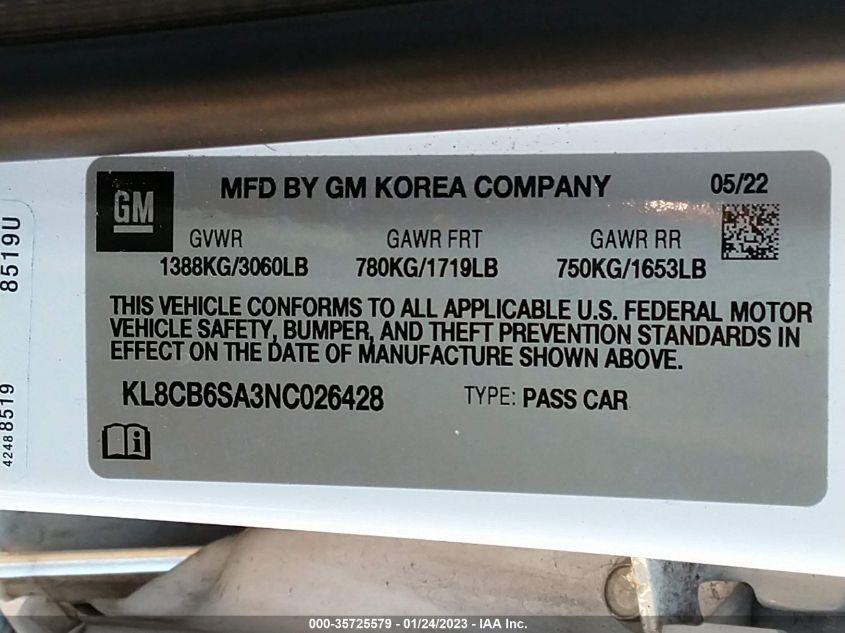 GM
MFD BY GM KOREA COMPANY
05/22
GVWR
GAWR FRT
GAWR RR
1388KG/3060LB
780KG/1719LB
750KG/1653LB
THIS VEHICLE CONFORMS TO ALL APPLICABLE U.S. FEDERAL MOTOR
VEHICLE SAFETY, BUMPER, AND THEFT PREVENTION STANDARDS IN
EFFECT ON THE DATE OF MANUFACTURE SHOWN ABOVE.
KL8CB6SA3NC026428
TYPE: PASS CAR
8519U
42488519
000-35725579 - 01/24/2023 - IAA Inc.